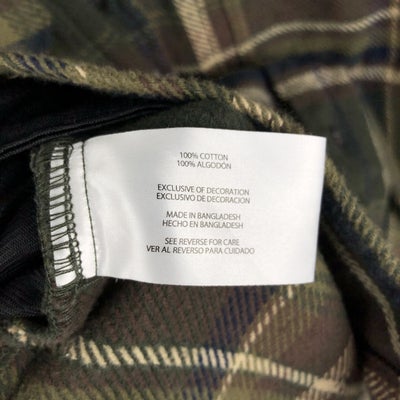 100% COTTON
100% ALGODÓN
EXCLUSIVE OF DECORATION
EXCLUSIVO DE DECORACION
MADE IN BANGLADESH
HECHO EN BANGLADESH
SEE REVERSE FOR CARE
VER AL REVERSO PARA CUIDADO